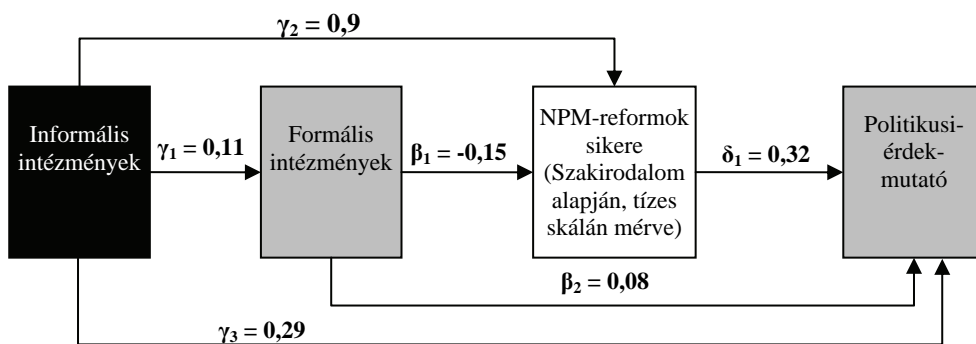 γ₂ = 0,9
Informális
intézmények
γ₁ = 0,11
Formális
intézmények
β₁ = -0,15
NPM-reformok
sikere
(Szakirodalom
alapján, tízes
skálán mérve)
δ₁ = 0,32
Politikusi-
érdek-
mutató
β₂ = 0,08
γ₃ = 0,29